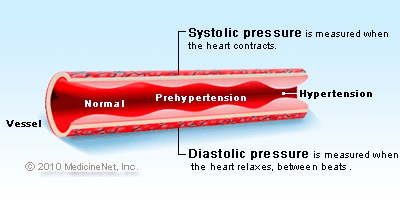 Systolic pressure is measured when
the heart contracts.
Normal
Prehypertension
Hypertension
Vessel
© 2010 MedicineNet, Inc.
Diastolic pressure is measured when
the heart relaxes, between beats.